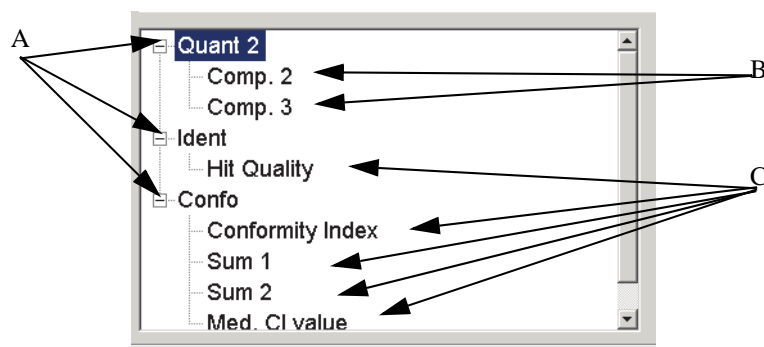 A
Quant 2
Comp. 2
B
Comp. 3
Ident
Hit Quality
C
Confo
Conformity Index
Sum 1
Sum 2
Med. CI value